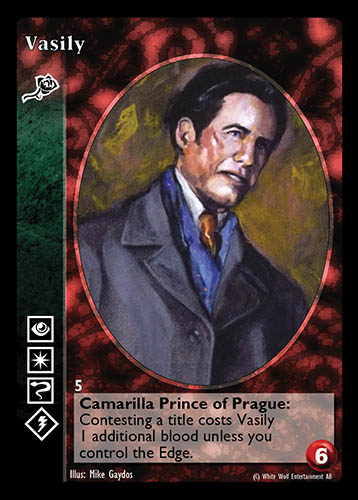 Vasily
5
Camarilla Prince of Prague:
Contesting a title costs Vasily
1 additional blood unless you
control the Edge.
6
Illus: Mike Gaydos
(C) White Wolf Entertainment AB